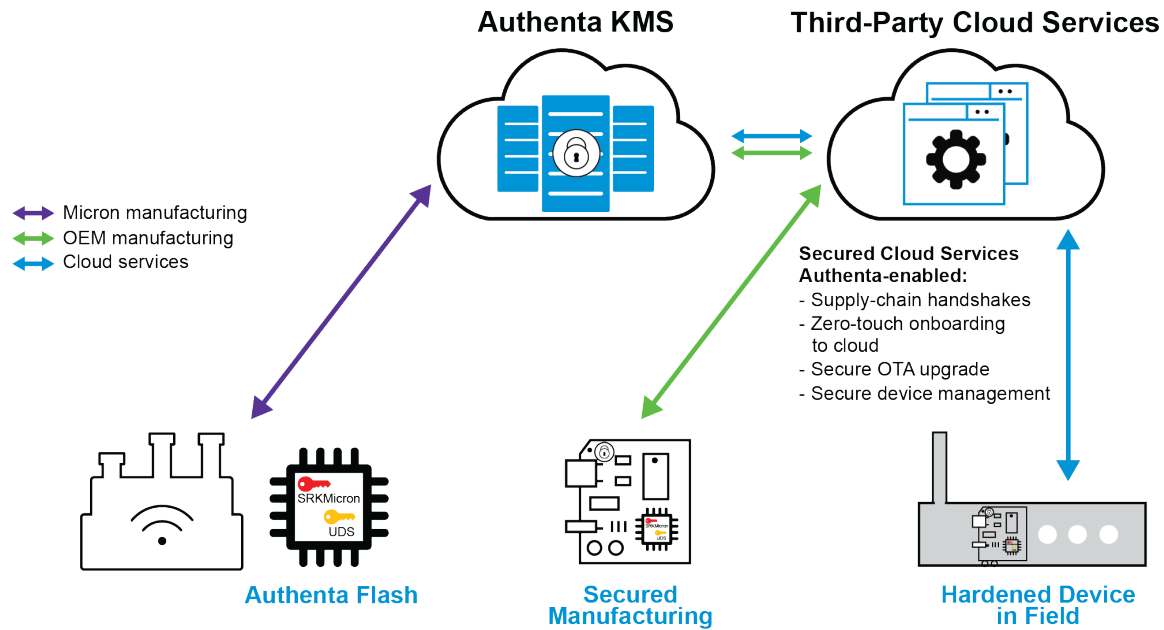 Authenta KMS
Third-Party Cloud Services
Micron manufacturing
OEM manufacturing
Cloud services
Secured Cloud Services
Authenta-enabled:
- Supply-chain handshakes
- Zero-touch onboarding
to cloud
- Secure OTA upgrade
- Secure device management
SRKMicron
UDS
SRKMicron
UDS
Authenta Flash
Secured
Manufacturing
Hardened Device
in Field